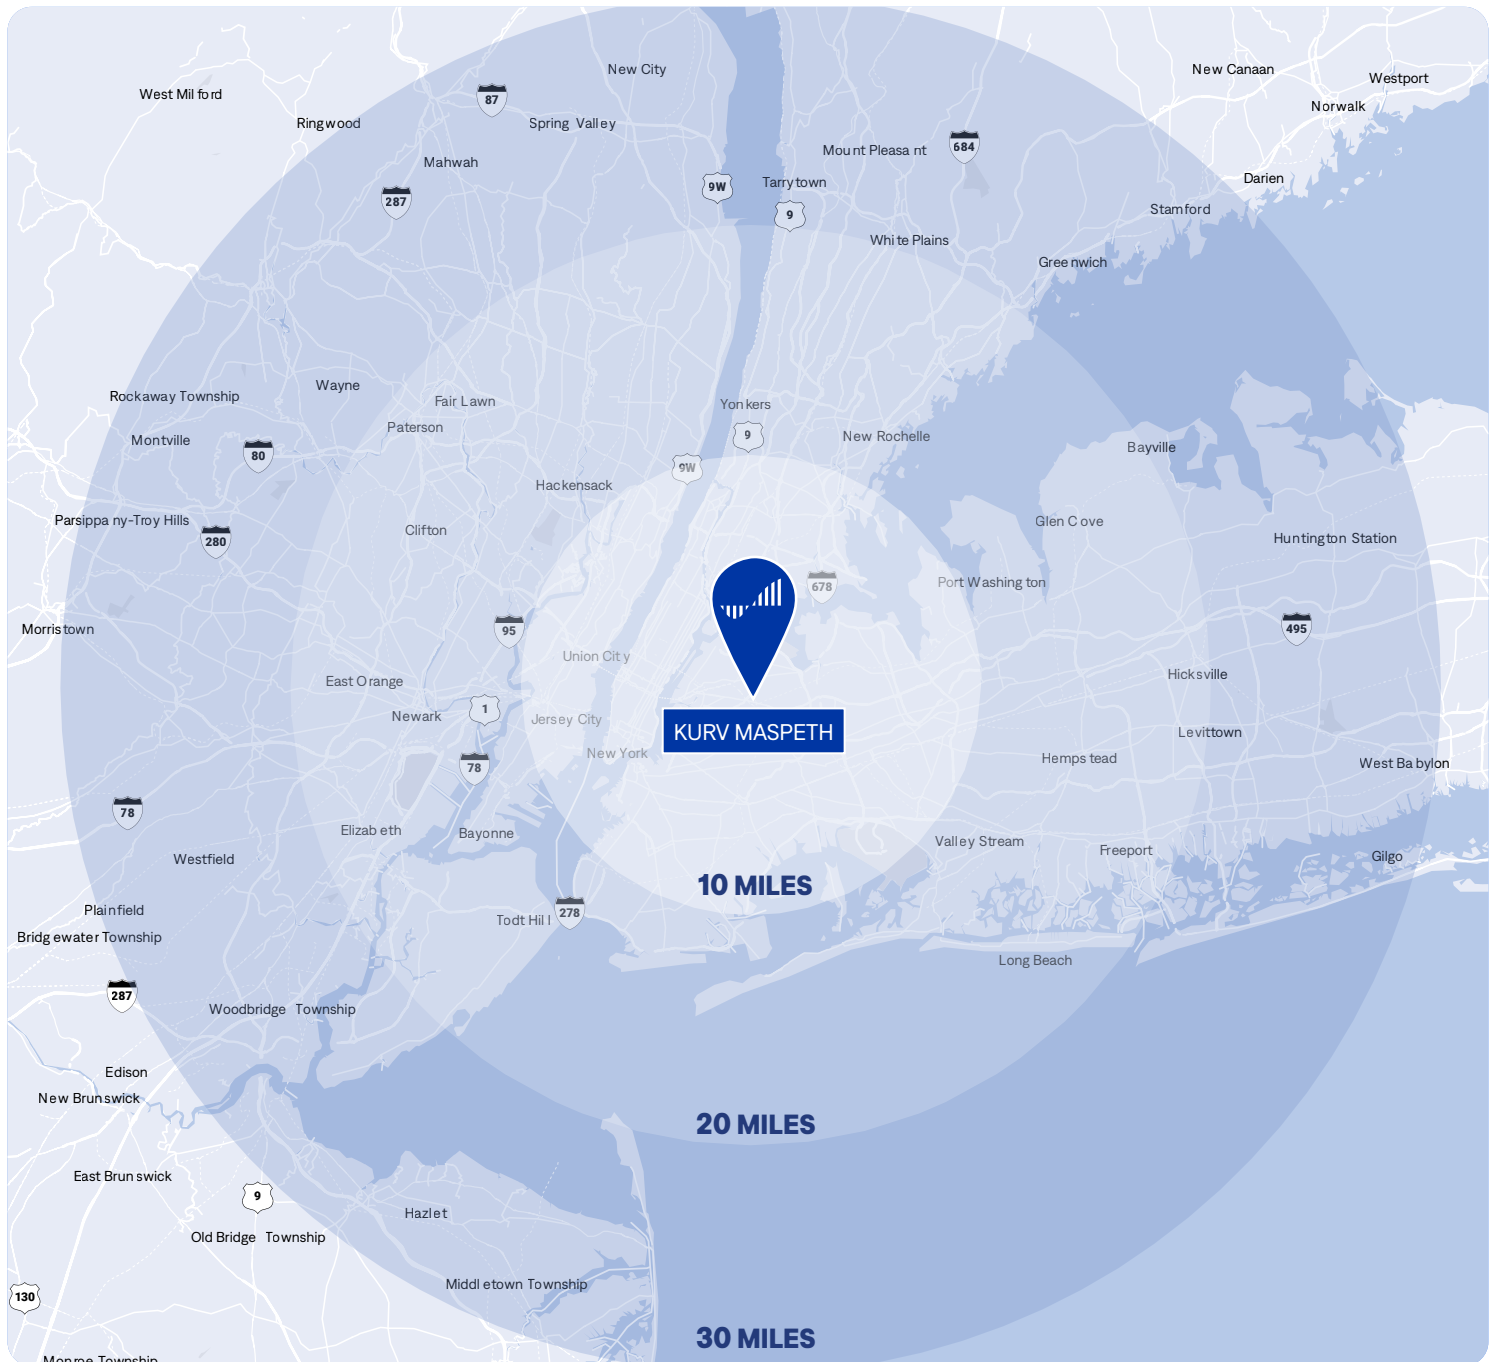 New City
New Canaan
Westport
West Milford
87
Norwalk
Ringwood
Spring Valley
Mount Pleasant
684
Mahwah
Darien
Tarrytown
9W
287
9
Stamford
White Plains
Greenwich
Wayne
Rockaway Township
Fair Lawn
Yonkers
Paterson
9
New Rochelle
Montville
Bayville
80
9W
Hackensack
Parsippany-Troy Hills
Glen Cove
Clifton
280
Huntington Station
678
Port Washington
Morristown
95
495
Union City
Hicksville
East Orange
1
Newark
Jersey City
KURV MASPETH
Levittown
New York
Hempstead
West Babylon
78
78
Elizabeth
Bayonne
Valley Stream
Freeport
Westfield
Gilgo
10 MILES
Plainfield
278
Todt Hill
Bridgewater Township
Long Beach
287
Woodbridge Township
Edison
New Brunswick
20 MILES
East Brunswick
9
Hazlet
Old Bridge Township
Middletown Township
130
30 MILES
Monroe Township